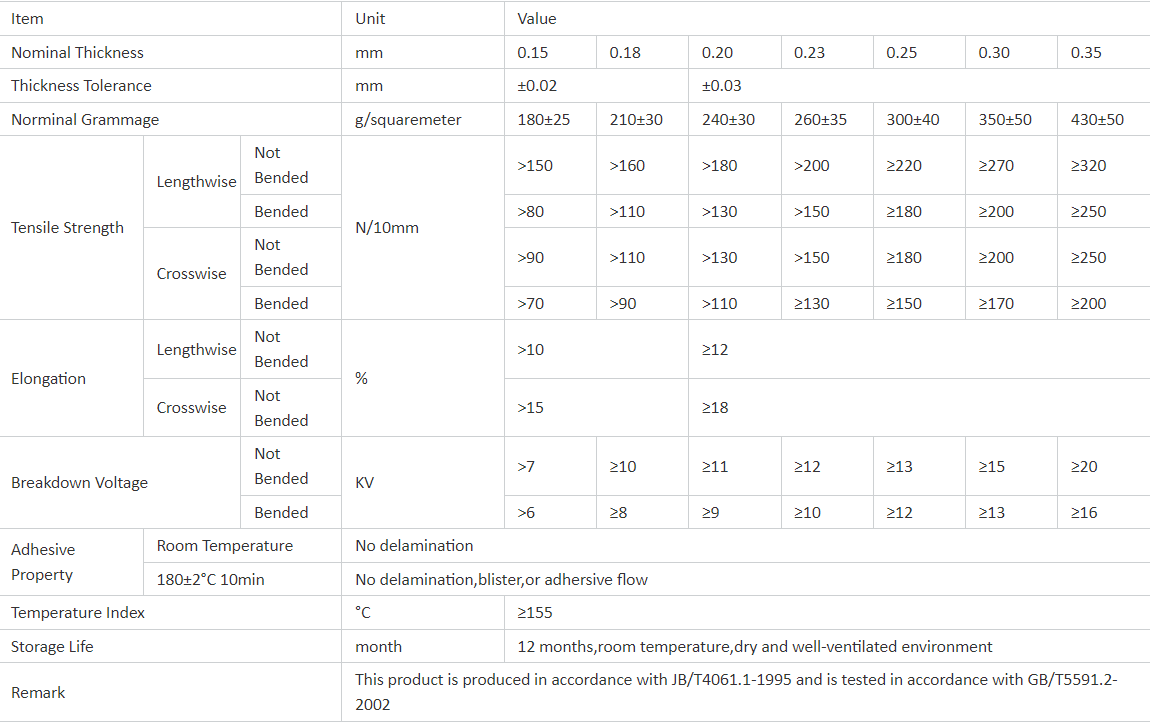 Item Unit Value
Nominal Thickness mm 0.15 0.18 0.20 0.23 0.25 0.30 0.35
Thickness Tolerance mm ±0.02 ±0.03
Norminal Grammage g/squaremeter 180±25 210±30 240±30 260±35 300±40 350±50 430±50
Tensile Strength Lengthwise Not
Bended N/10mm >150 >160 >180 >200 ≥220 ≥270 ≥320
Bended >80 >110 >130 >150 ≥180 ≥200 ≥250
Crosswise Not
Bended >90 >110 >130 >150 ≥180 ≥200 ≥250
Bended >70 >90 >110 ≥130 ≥150 ≥170 ≥200
Elongation Lengthwise Not
Bended % >10 ≥12
Crosswise Not
Bended >15 ≥18
Breakdown Voltage Not
Bended KV >7 ≥10 ≥11 ≥12 ≥13 ≥15 ≥20
Bended >6 ≥8 ≥9 ≥10 ≥12 ≥13 ≥16
Adhesive
Property Room Temperature No delamination
180±2°C 10min No delamination,blister,or adhersive flow
Temperature Index °C ≥155
Storage Life month 12 months,room temperature,dry and well-ventilated environment
Remark This product is produced in accordance with JB/T4061.1-1995 and is tested in accordance with GB/T5591.2-
2002